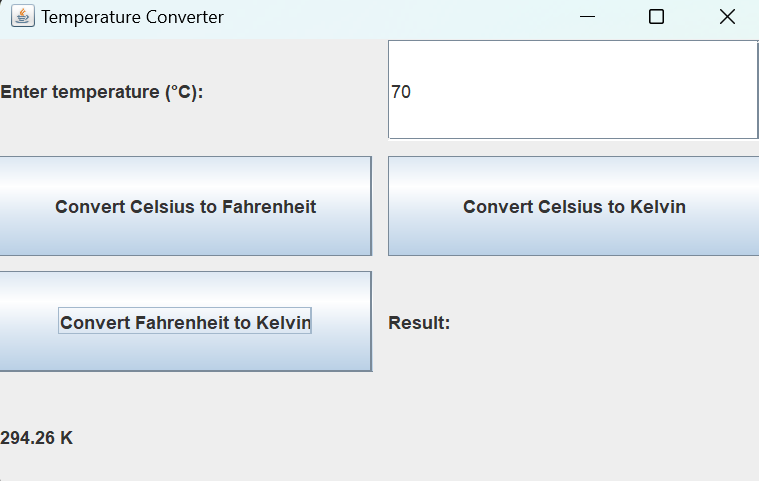 Temperature Converter
Enter temperature (°C):
70
Convert Celsius to Fahrenheit
Convert Celsius to Kelvin
Convert Fahrenheit to Kelvin
Result:
294.26 K